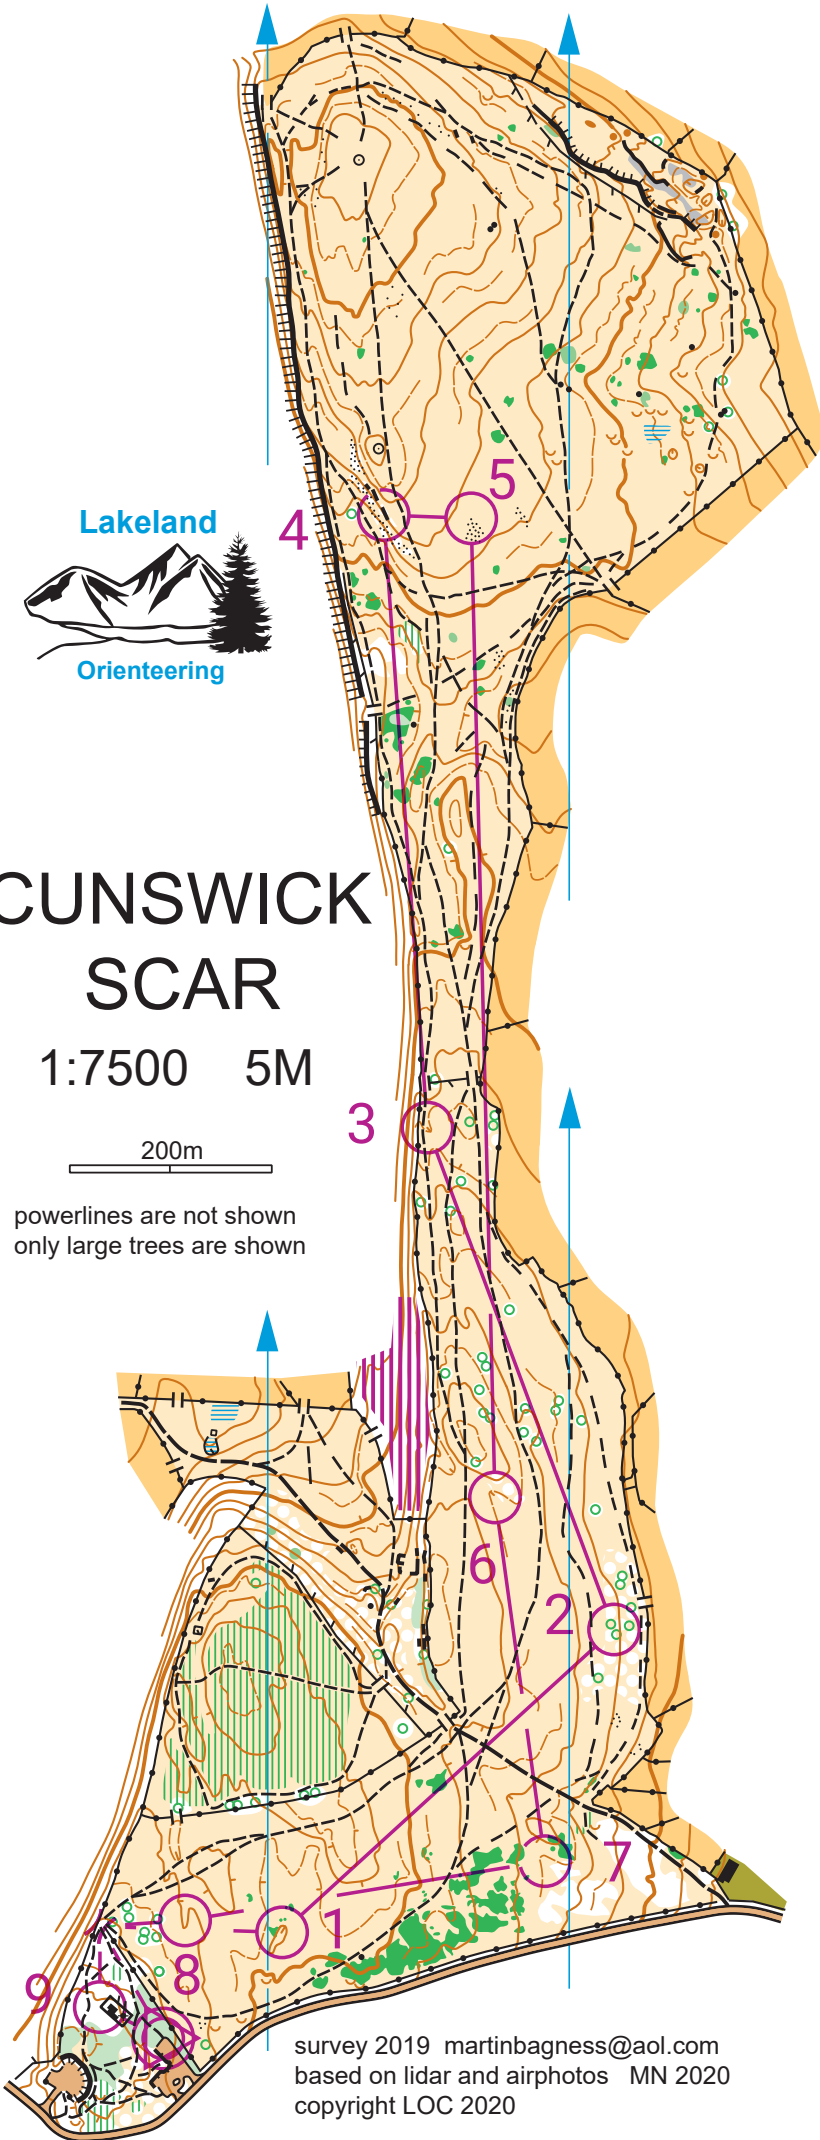 5
4
Lakeland
Orienteering
CUNSWICK
SCAR
1:7500 5M
3
200m
powerlines are not shown
only large trees are shown
6
2
7
1
8
9
survey 2019 martinbagness@aol.com
based on lidar and airphotos MN 2020
copyright LOC 2020